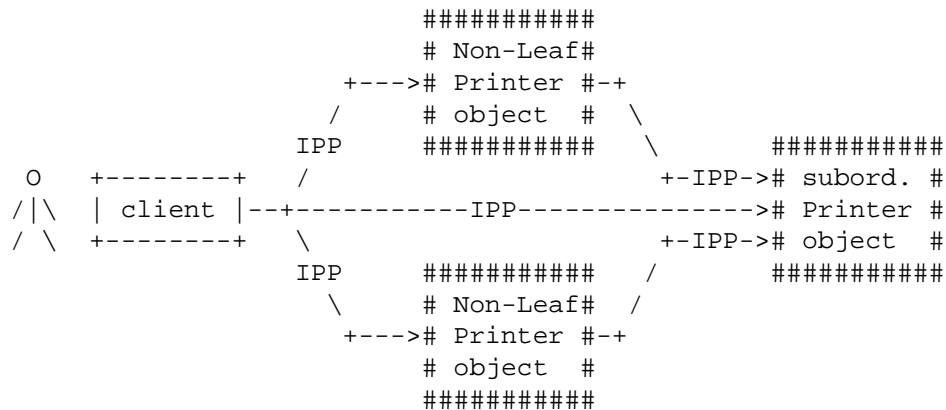 ###########
                         # Non-Leaf#
                    +---># Printer #-+
                   /     # object  #  \
                 IPP     ###########   \       ###########
 O   +--------+  /                     +-IPP-># subord. #
/|\  | client |--+-----------IPP---------------># Printer #
/ \  +--------+  \                     +-IPP-># object  #
                 IPP     ###########   /       ###########
                   \     # Non-Leaf#  /
                    +---># Printer #-+
                         # object  #
                         ###########